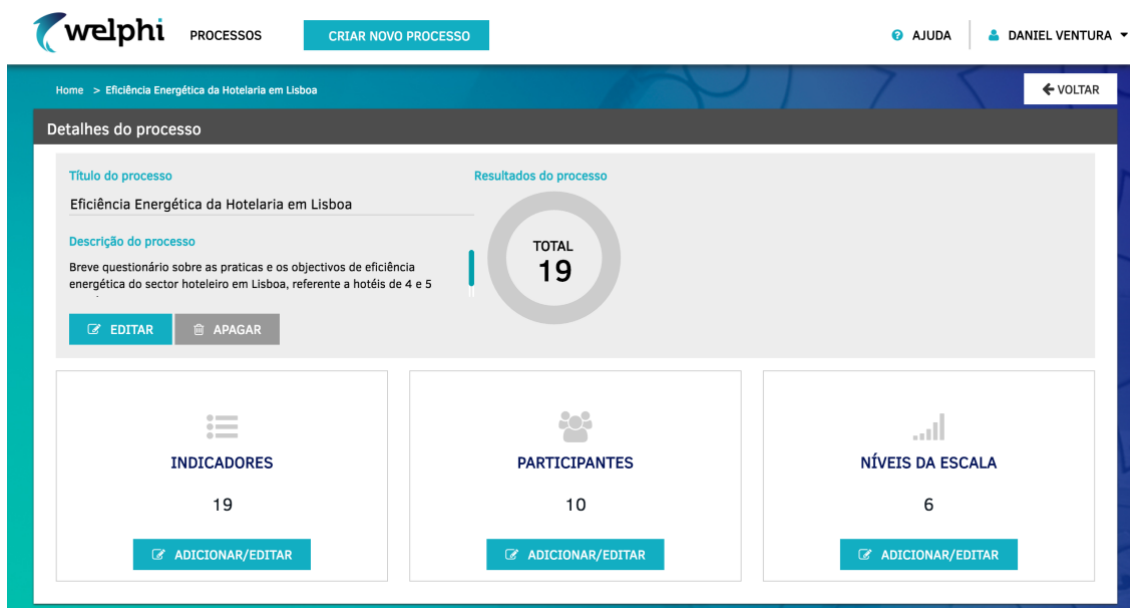 welphi
PROCESSOS
CRIAR NOVO PROCESSO
AJUDA
DANIEL VENTURA
Home > Eficiência Energética da Hotelaria em Lisboa
VOLTAR
Detalhes do processo
Título do processo
Eficiência Energética da Hotelaria em Lisboa
Descrição do processo
Breve questionário sobre as praticas e os objectivos de eficiência
energética do sector hoteleiro em Lisboa, referente a hotéis de 4 e 5
EDITAR
APAGAR
Resultados do processo
TOTAL
19
INDICADORES
19
ADICIONAR/EDITAR
PARTICIPANTES
10
ADICIONAR/EDITAR
NÍVEIS DA ESCALA
6
ADICIONAR/EDITAR